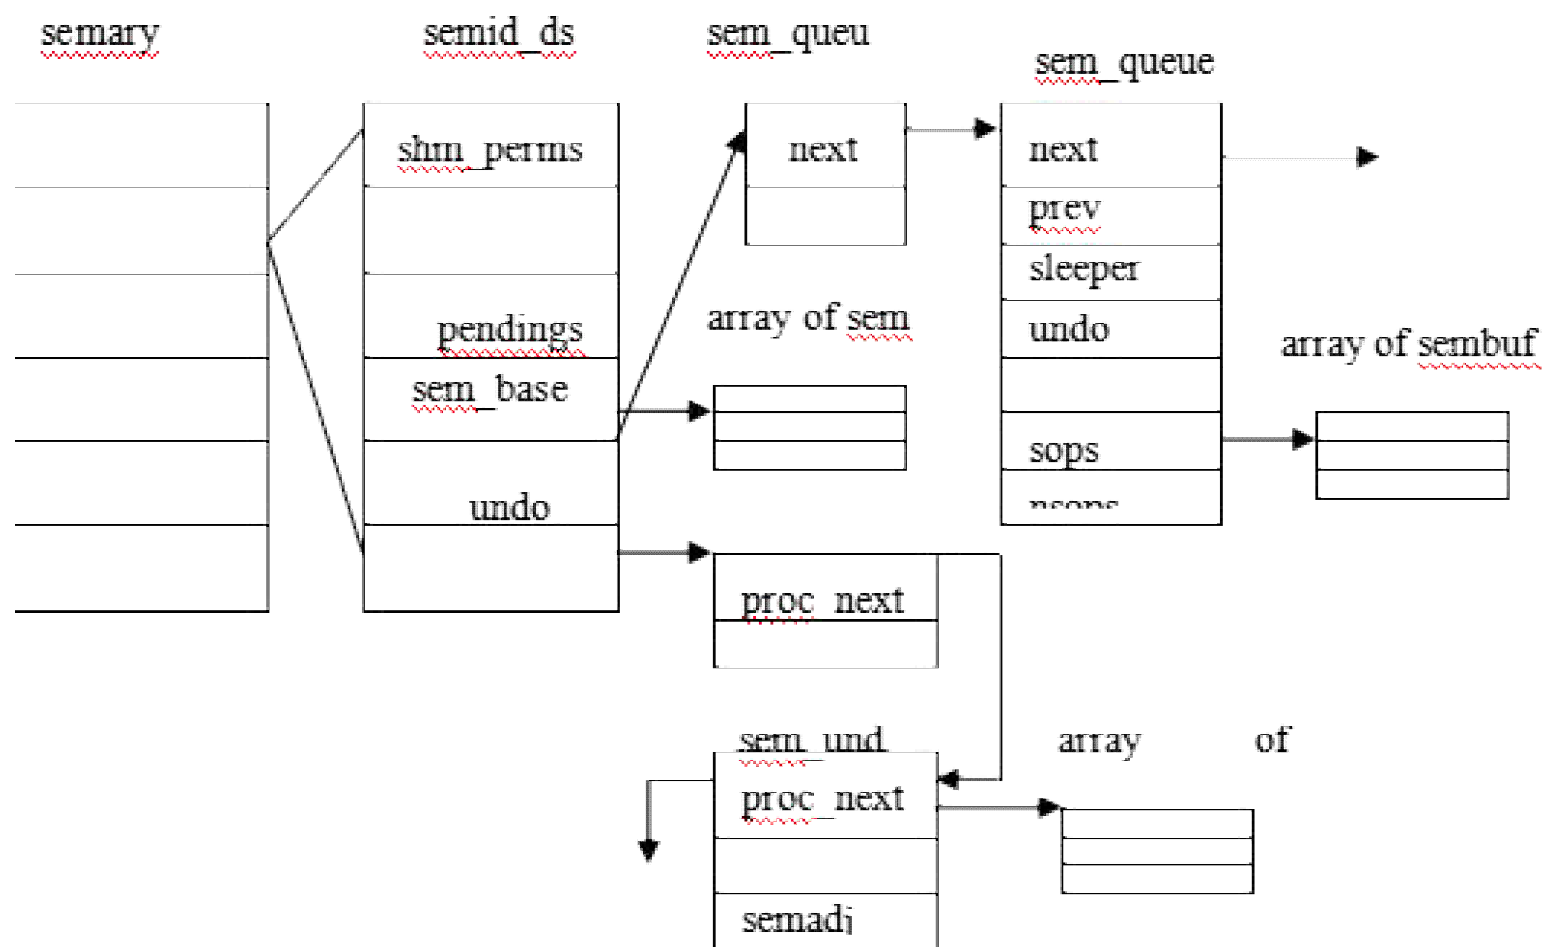 semary
semid_ds
sem_queu
sem_queue
shm_perms
next
next
prev
sleeper
pendings
array of sem
undo
array of sembuf
sem_base
sops
undo
nsops
proc_next
sem_und
array of
proc_next
semadj